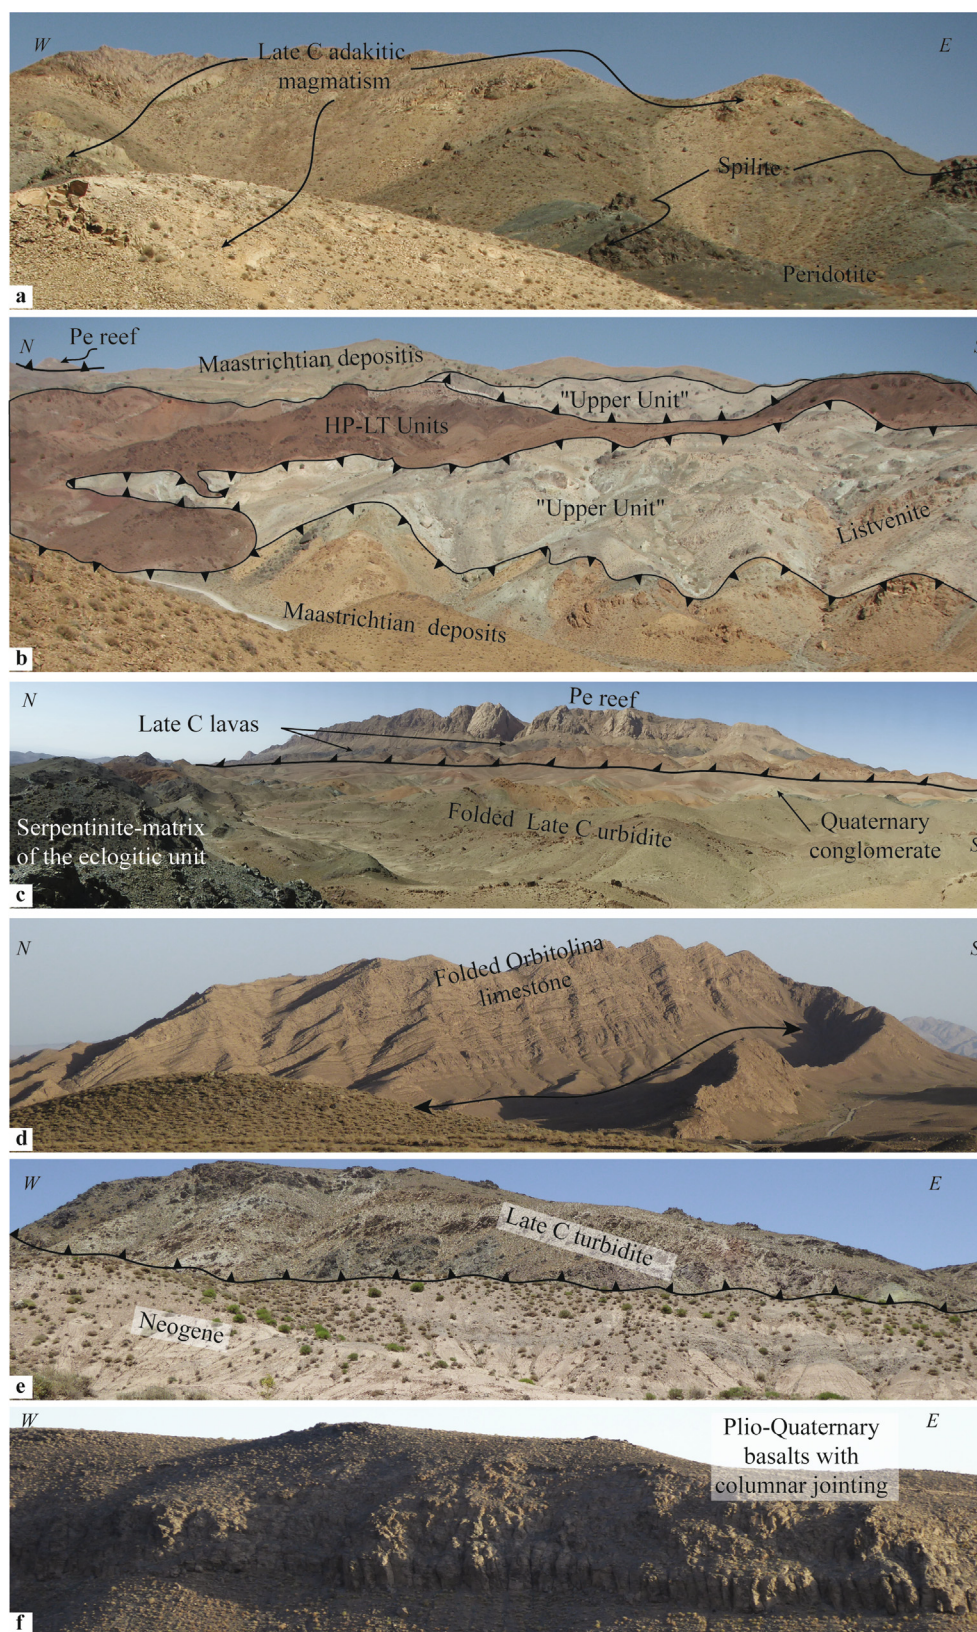 W
E
Late C adakitic
magmatism
Spilite
Peridotite
a
N
Pe reef
Maastrichtian depositis
"Upper Unit"
HP-LT Units
"Upper Unit"
Listvenite
Maastrichtian deposits
b
N
Pe reef
Late C lavas
Folded Late C urbidite
Quaternary
conglomerate
Serpentinite-matrix
of the eclogitic unit
S
c
N
S
Folded Orbitolina
limestone
d
W
E
Late C turbidite
Neogene
e
W
E
Plio-Quaternary
basalts with
columnar jointing
f